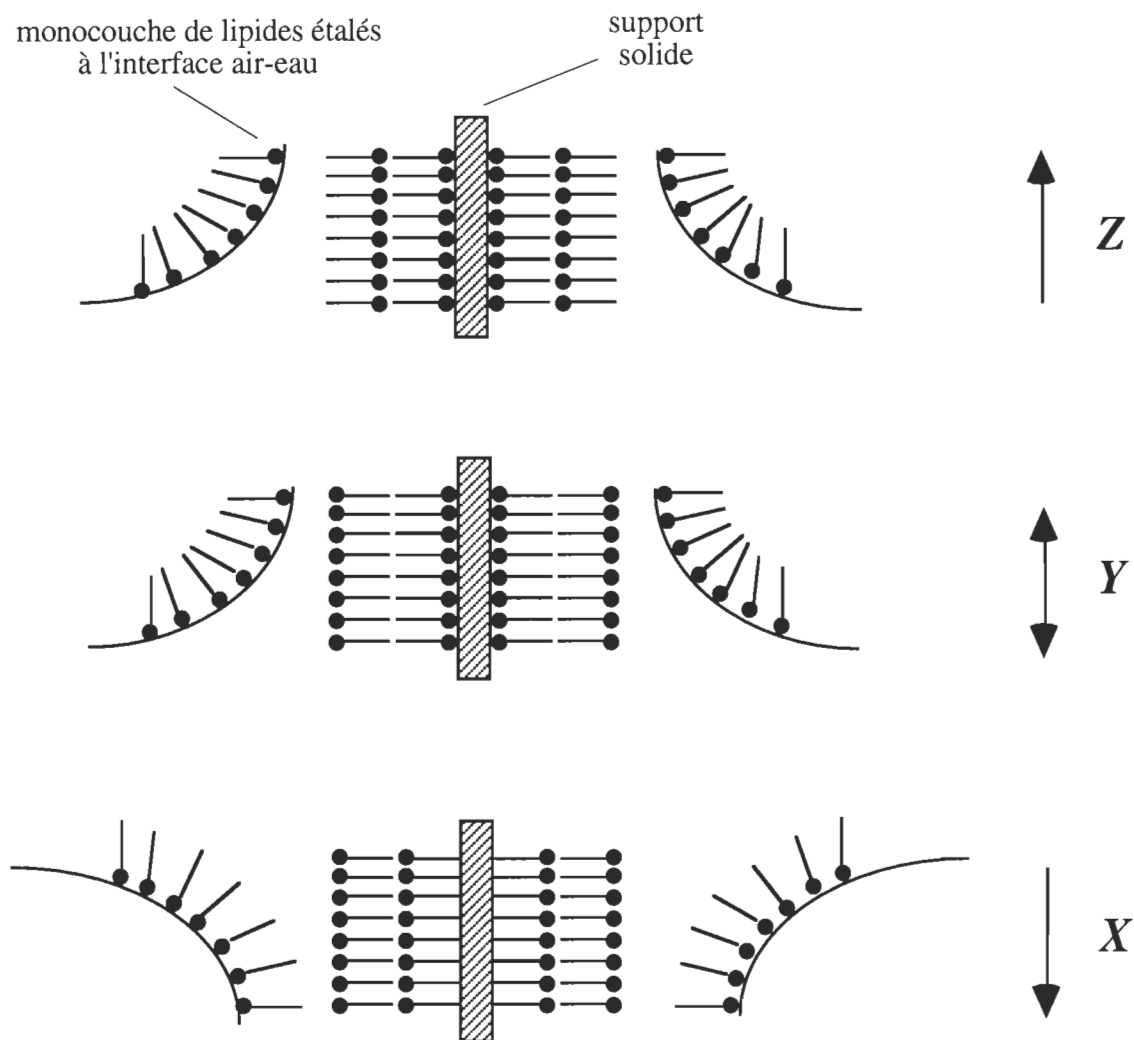 monocouche de lipides étalés
à l'interface air-eau
support
solide
Z
Y
X